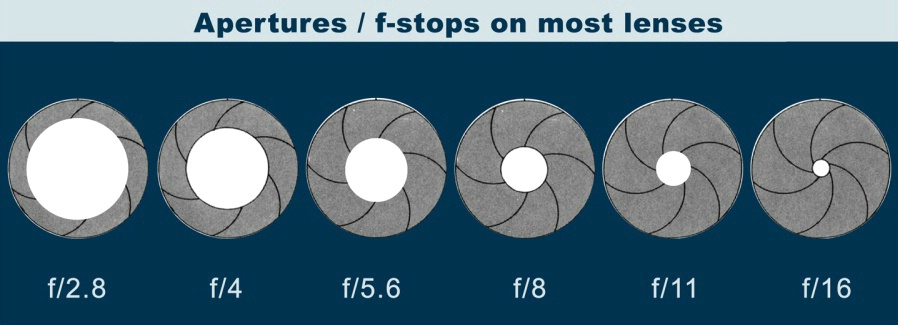 Apertures / f-stops on most lenses
f/2.8 f/4 f/5.6 f/8 f/11 f/16